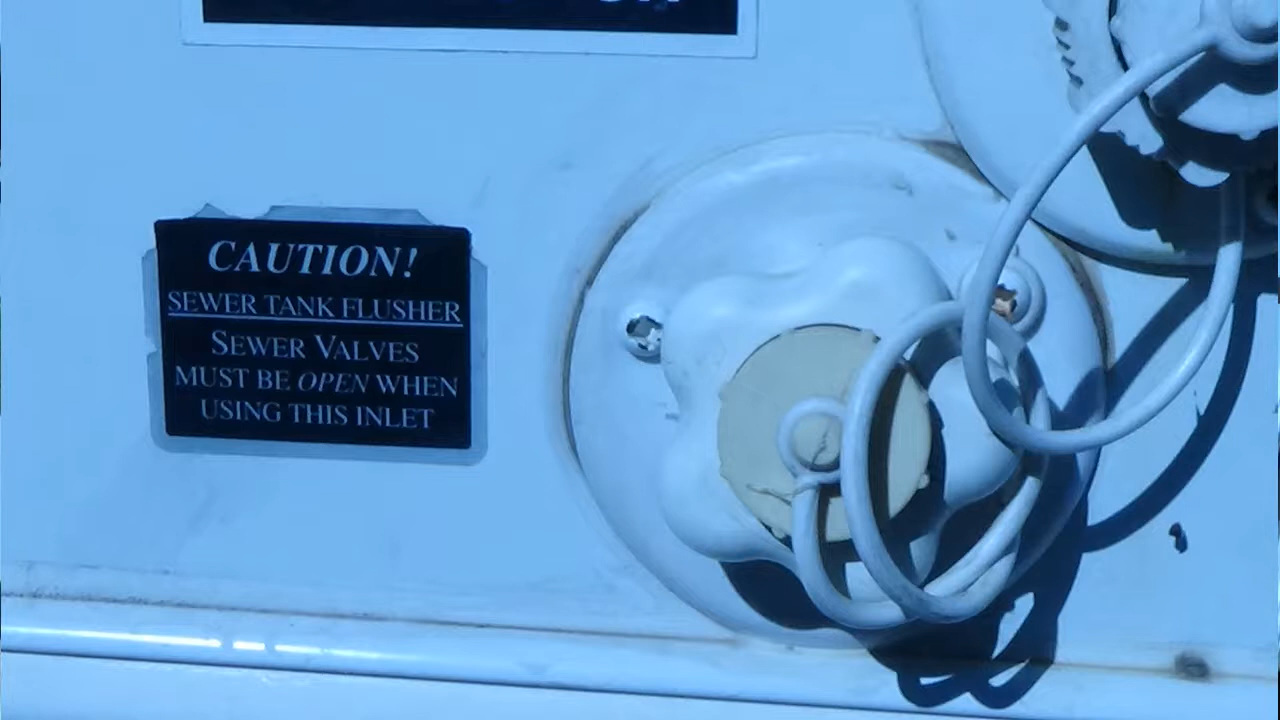 CAUTION!
SEWER TANK FLUSHER
SEWER VALVES
MUST BE OPEN WHEN
USING THIS INLET